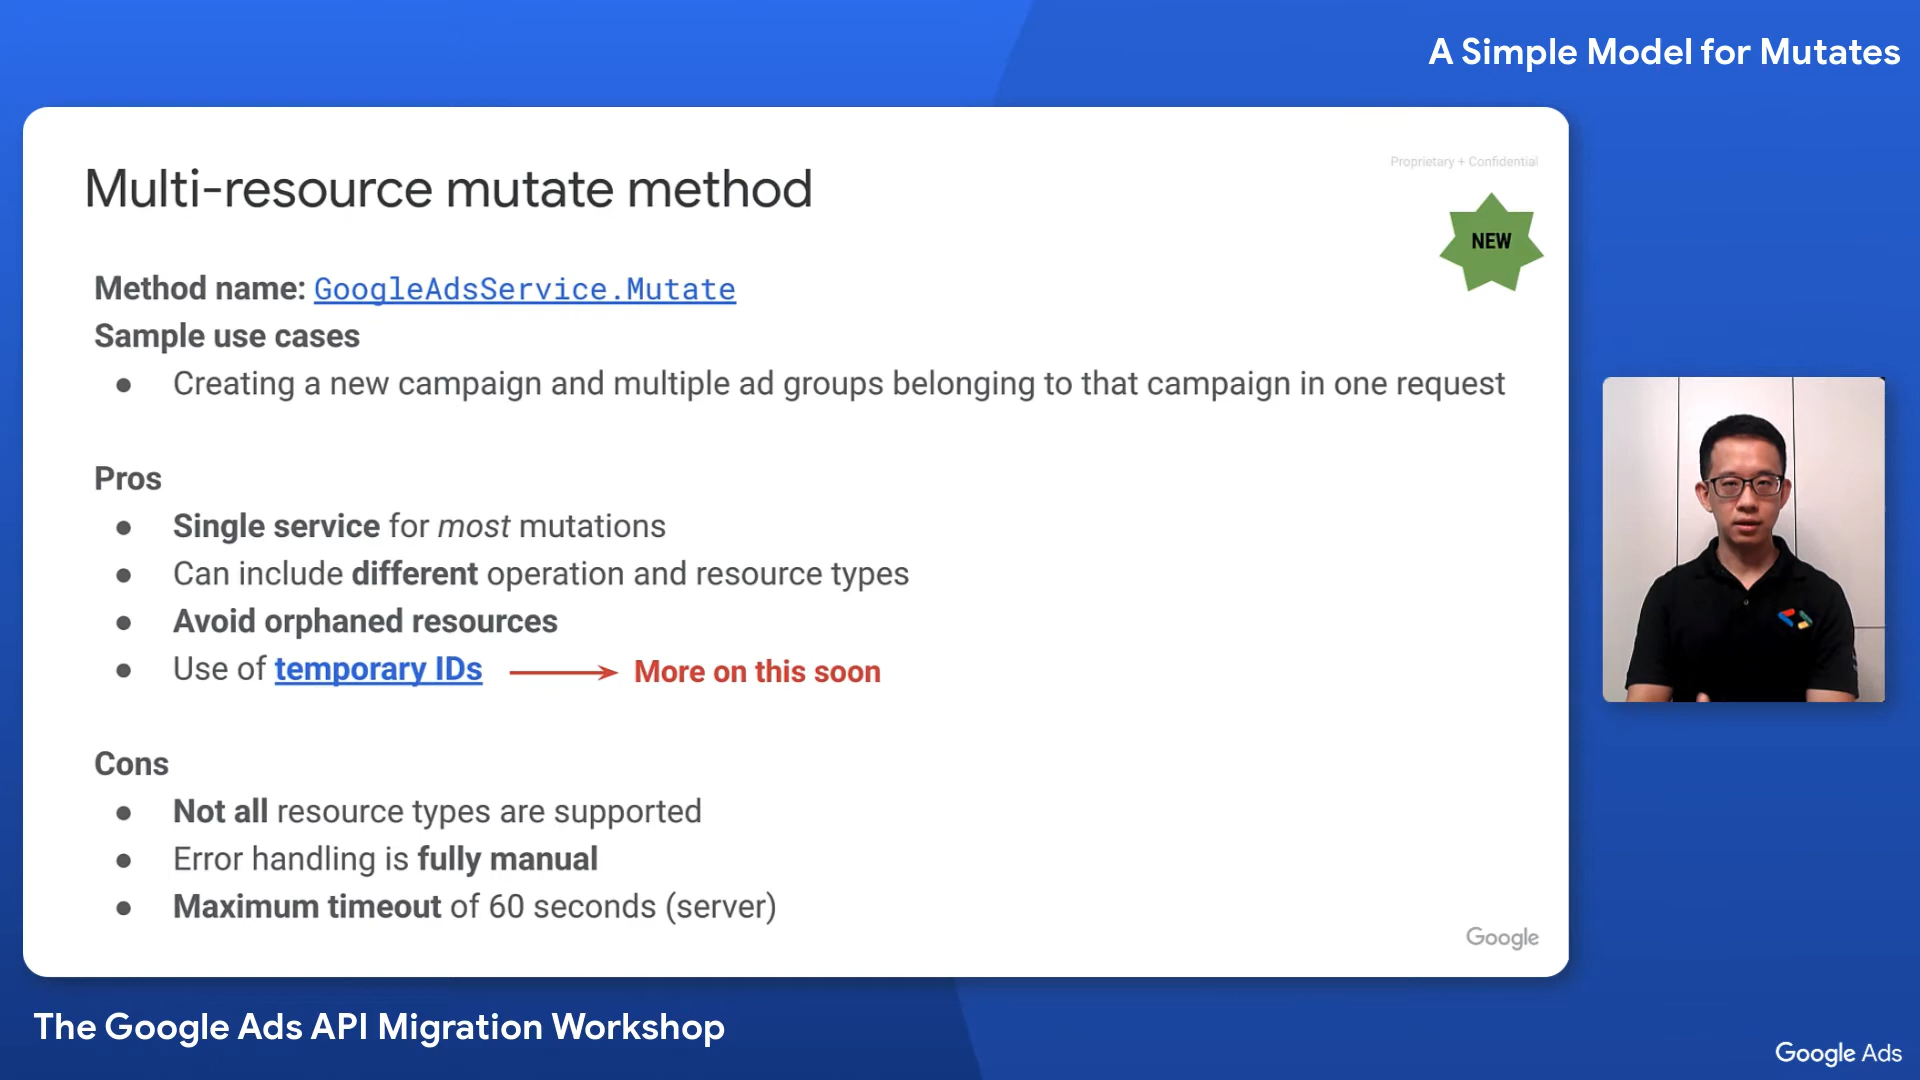 A Simple Model for Mutates
Proprietary + Confidential
Multi-resource mutate method
NEW
Method name: GoogleAdsService.Mutate
Sample use cases
● Creating a new campaign and multiple ad groups belonging to that campaign in one request
Pros
● Single service for most mutations
● Can include different operation and resource types
● Avoid orphaned resources
● Use of temporary IDs → More on this soon
Cons
● Not all resource types are supported
● Error handling is fully manual
● Maximum timeout of 60 seconds (server)
Google
The Google Ads API Migration Workshop
Google Ads